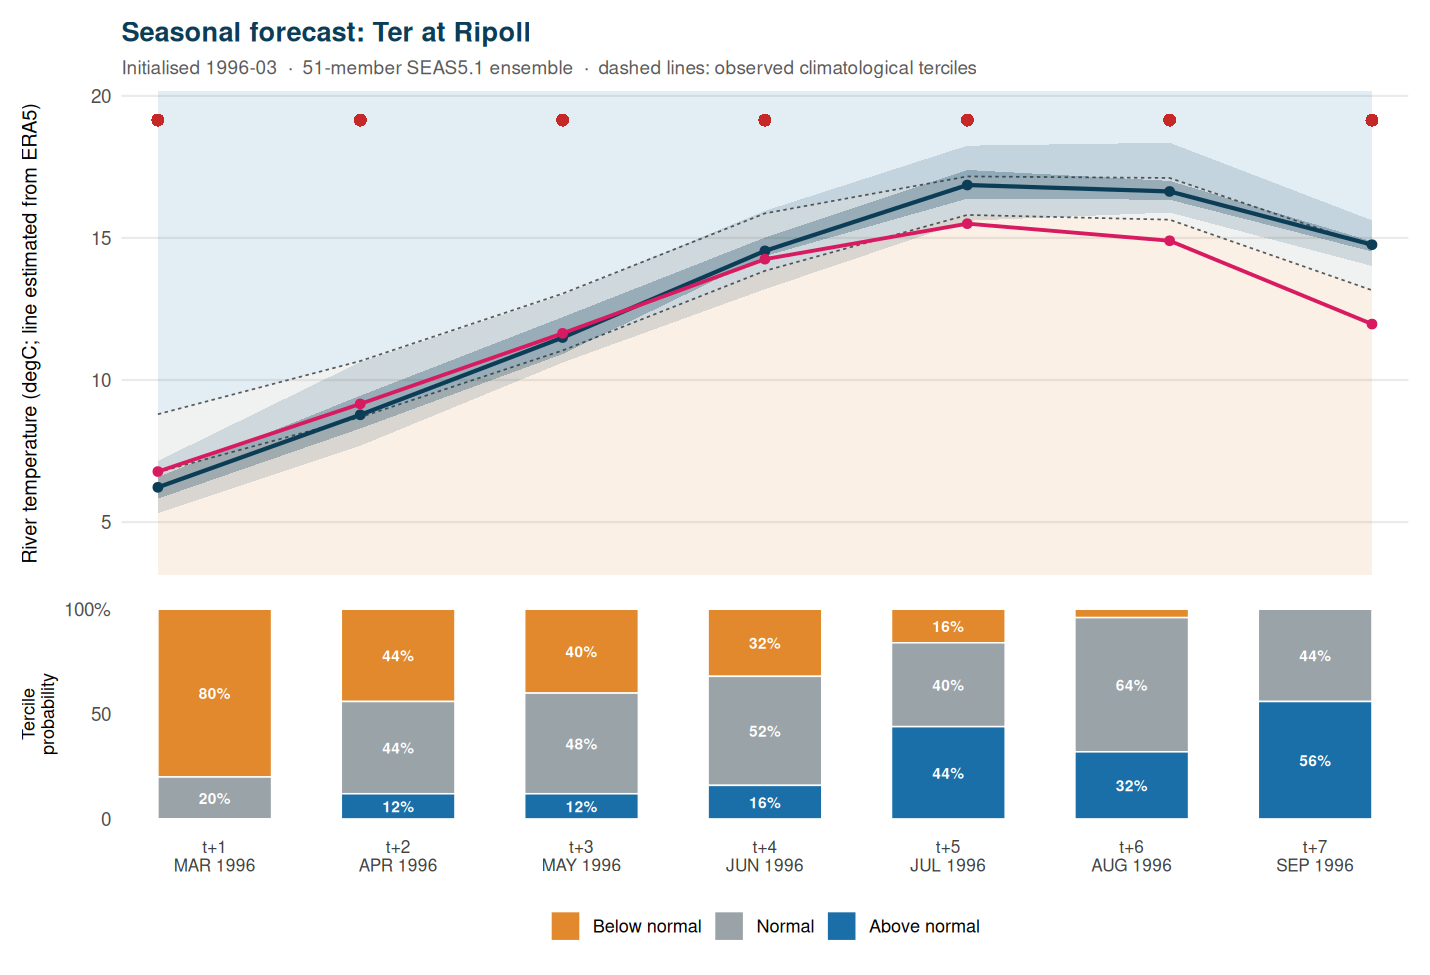 Seasonal forecast: Ter at Ripoll
Initialised 1996-03 · 51-member SEAS5.1 ensemble · dashed lines: observed climatological terciles
River temperature (degC; line estimated from ERA5)
20
15
10
5
Tercile
probability
100%
50
0
80%
20%
44%
44%
12%
40%
48%
12%
32%
52%
16%
16%
40%
44%
64%
32%
44%
56%
t+1
MAR 1996
t+2
APR 1996
t+3
MAY 1996
t+4
JUN 1996
t+5
JUL 1996
t+6
AUG 1996
t+7
SEP 1996
Below normal
Normal
Above normal